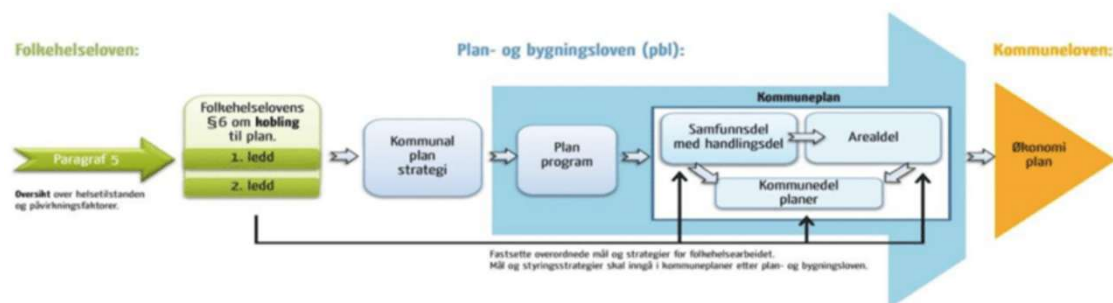 Folkehelseloven:
Plan- og bygningsloven (pbl):
Kommuneloven:
Paragraf 5
Oversikt over helsetilstanden
og påvirkningsfaktorer.
Folkehelselovens
§6 om kobling
til plan.
1. ledd
2. ledd
Kommunal
plan
strategi
Plan
program
Kommuneplan
Samfunnsdel
med handlingsdel
Arealdel
Kommunedel
planer
Økonomi
plan
Fastsette overordnede mål og strategier for folkehelsearbeidet.
Mål og styringsstrategier skal inngå i kommuneplaner etter plan- og bygningsloven.